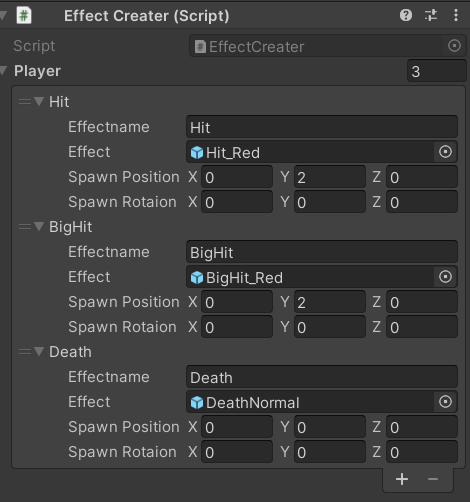 Effect Creater (Script)
Script EffectCreater
Player 3
Hit
Effectname Hit
Effect Hit_Red
Spawn Position X 0 Y 2 Z 0
Spawn Rotaion X 0 Y 0 Z 0
BigHit
Effectname BigHit
Effect BigHit_Red
Spawn Position X 0 Y 2 Z 0
Spawn Rotaion X 0 Y 0 Z 0
Death
Effectname Death
Effect DeathNormal
Spawn Position X 0 Y 0 Z 0
Spawn Rotaion X 0 Y 0 Z 0